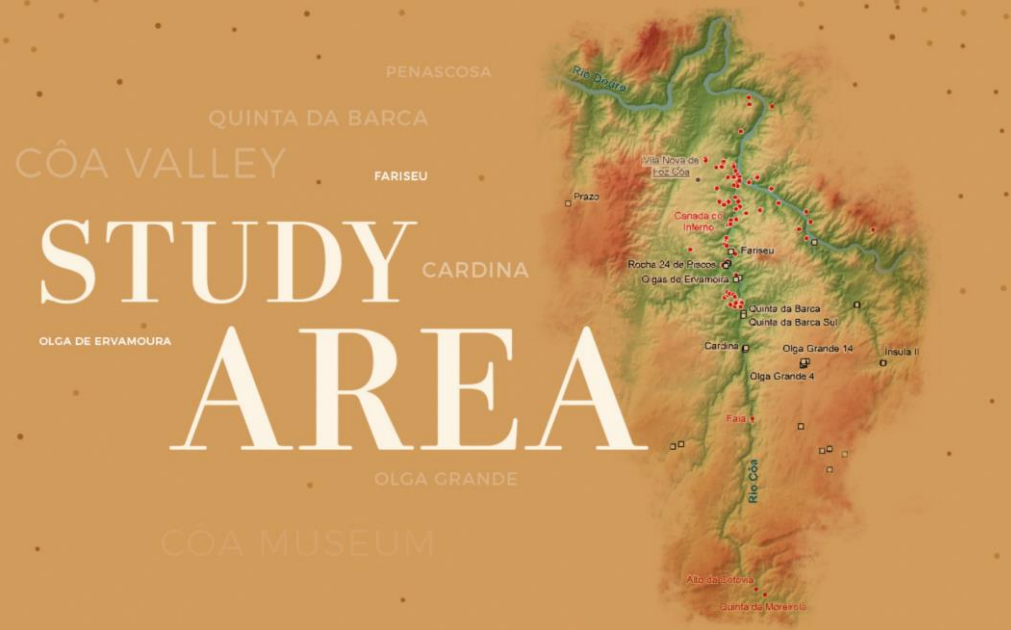 PENASCOSA
QUINTA DA BARCA
CÔA VALLEY
FARISEU
STUDY
CARDINA
OLGA DE ERVAMOURA
AREA
OLGA GRANDE
CÔA MUSEUM
Rio Douro
Vila Nova de
Foz Côa
Prazo
Canada do
Inferno
Fariseu
Rocha 24 de Piscos
Olgas de Ervamoira
Quinta da Barca
Quinta da Barca Sul
Cardina
Olga Grande 14
Insula II
Olga Grande 4
Faia
Rio Côa
Alto da Sotovia
Quinta da Moreirola